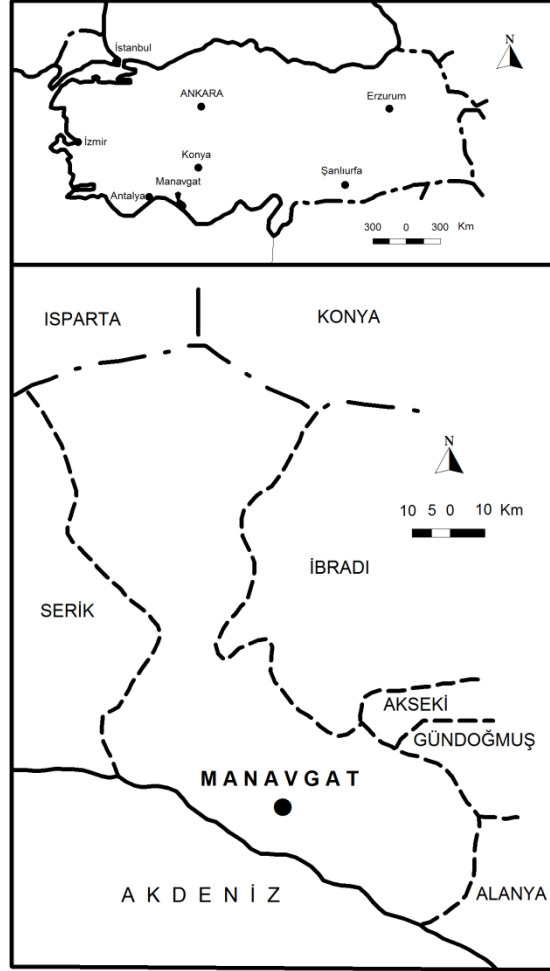 İstanbul
N
ANKARA
Erzurum
İzmir
Konya
Manavgat
Şanlıurfa
Antalya
300 0 300 Km
ISPARTA
KONYA
N
10 5 0 10 Km
İBRADI
SERİK
AKSEKİ
GÜNDOĞMUŞ
MANAVGAT
AKDENİZ
ALANYA